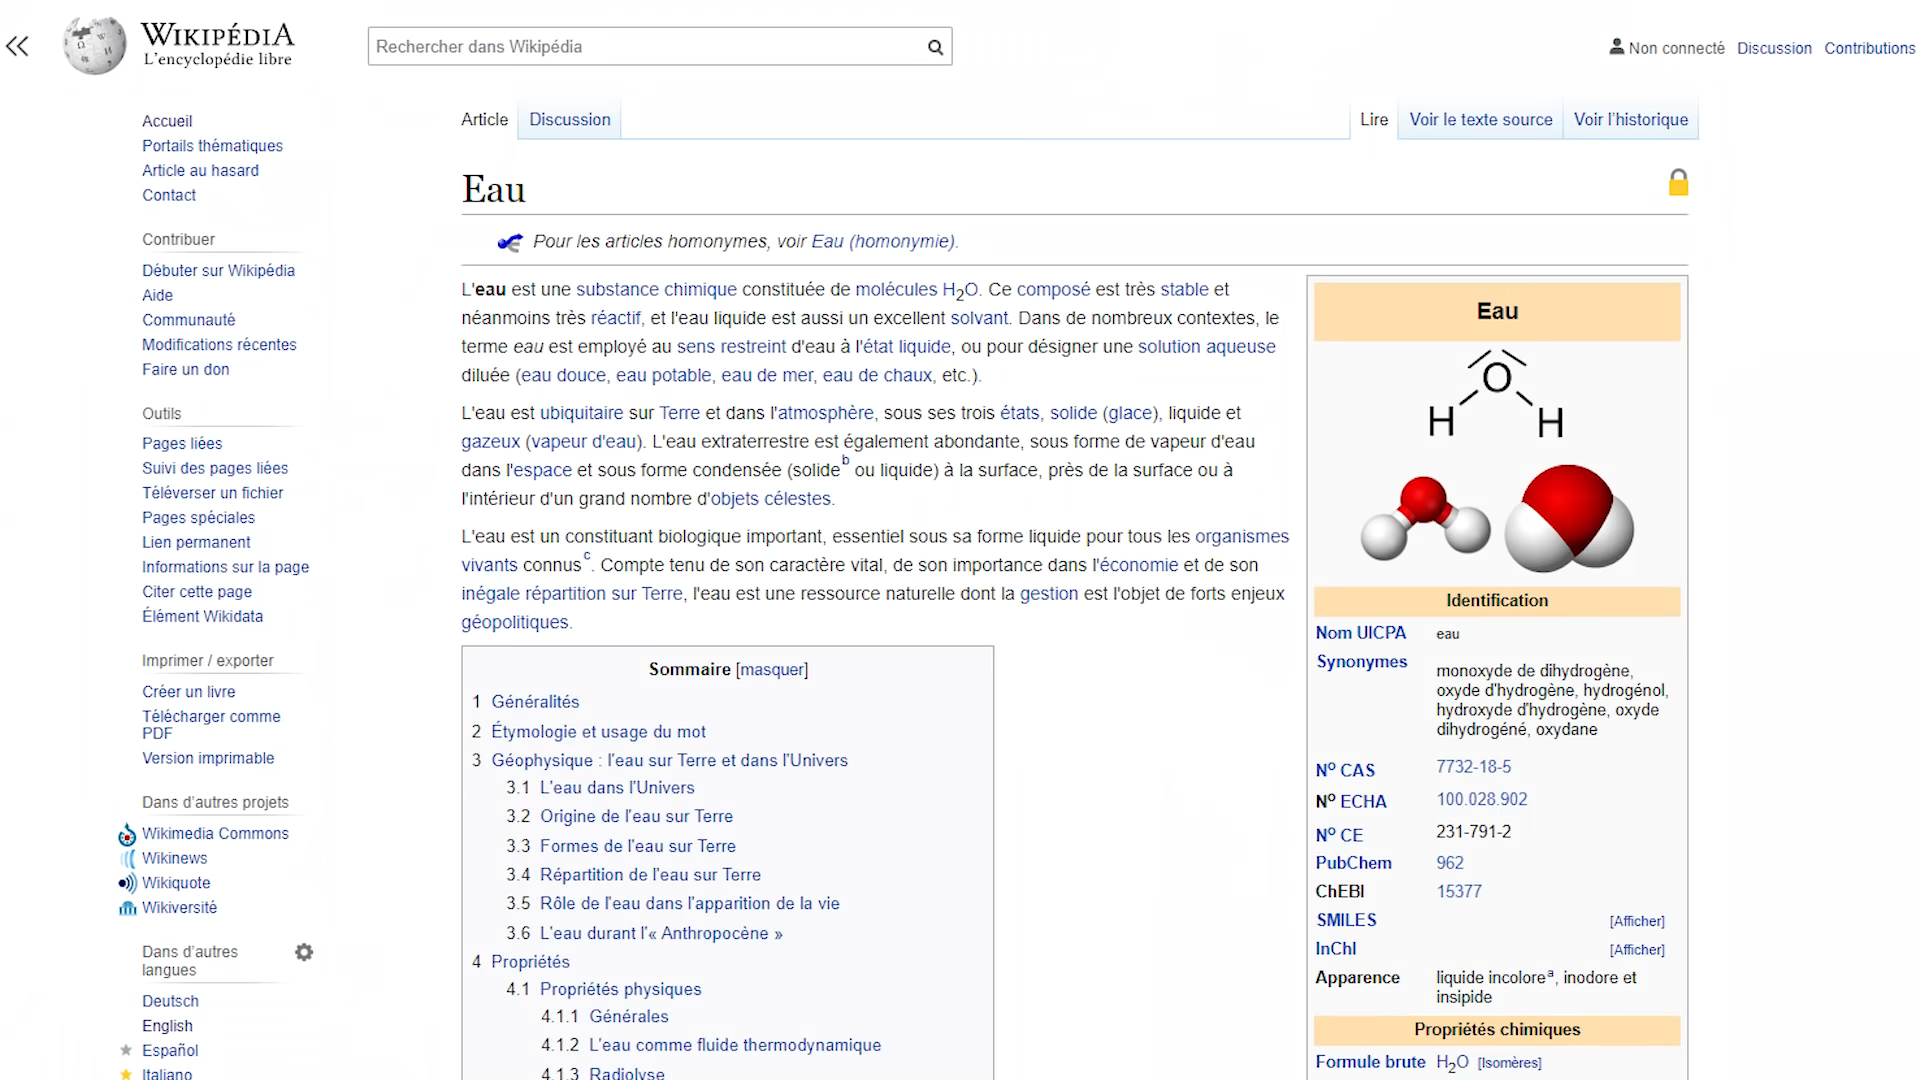 WIKIPÉDIA
L'encyclopédie libre
Rechercher dans Wikipédia
Non connecté Discussion Contributions
Accueil
Portails thématiques
Article au hasard
Contact
Contribuer
Débuter sur Wikipédia
Aide
Communauté
Modifications récentes
Faire un don
Outils
Pages liées
Suivi des pages liées
Téléverser un fichier
Pages spéciales
Lien permanent
Informations sur la page
Citer cette page
Élément Wikidata
Imprimer / exporter
Créer un livre
Télécharger comme
PDF
Version imprimable
Dans d'autres projets
Wikimedia Commons
Wikinews
Wikiquote
Wikiversité
Dans d'autres
langues
Deutsch
English
Español
Italiano
Article Discussion
Lire Voir le texte source Voir l'historique
Eau
Pour les articles homonymes, voir Eau (homonymie).
L'eau est une substance chimique constituée de molécules H2O. Ce composé est très stable et
néanmoins très réactif, et l'eau liquide est aussi un excellent solvant. Dans de nombreux contextes, le
terme eau est employé au sens restreint d'eau à l'état liquide, ou pour désigner une solution aqueuse
diluée (eau douce, eau potable, eau de mer, eau de chaux, etc.).
L'eau est ubiquitaire sur Terre et dans l'atmosphère, sous ses trois états, solide (glace), liquide et
gazeux (vapeur d'eau). L'eau extraterrestre est également abondante, sous forme de vapeur d'eau
dans l'espace et sous forme condensée (solide b ou liquide) à la surface, près de la surface ou à
l'intérieur d'un grand nombre d'objets célestes.
L'eau est un constituant biologique important, essentiel sous sa forme liquide pour tous les organismes
vivants connus c. Compte tenu de son caractère vital, de son importance dans l'économie et de son
inégale répartition sur Terre, l'eau est une ressource naturelle dont la gestion est l'objet de forts enjeux
géopolitiques.
Sommaire [masquer]
1 Généralités
2 Étymologie et usage du mot
3 Géophysique : l'eau sur Terre et dans l'Univers
3.1 L'eau dans l'Univers
3.2 Origine de l'eau sur Terre
3.3 Formes de l'eau sur Terre
3.4 Répartition de l'eau sur Terre
3.5 Rôle de l'eau dans l'apparition de la vie
3.6 L'eau durant l'« Anthropocène »
4 Propriétés
4.1 Propriétés physiques
4.1.1 Générales
4.1.2 L'eau comme fluide thermodynamique
4.1.3 Radiolyse
Eau
O
H H
Identification
Nom UICPA eau
Synonymes
monoxyde de dihydrogène,
oxyde d'hydrogène, hydrogénol,
hydroxyde d'hydrogène, oxyde
dihydrogéné, oxydane
No CAS 7732-18-5
No ECHA 100.028.902
No CE 231-791-2
PubChem 962
ChEBI 15377
SMILES [Afficher]
InChI [Afficher]
Apparence liquide incolore a, inodore et
insipide
Propriétés chimiques
Formule brute H2O [Isomères]